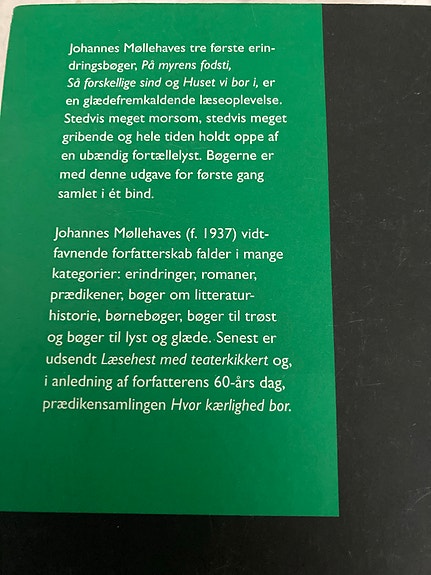 Johannes Møllehaves tre første erin-
dringsbøger, På myrens fodsti,
Så forskellige sind og Huset vi bor i, er
en glædefremkaldende læseoplevelse.
Stedvis meget morsom, stedvis meget
gribende og hele tiden holdt oppe af
en ubændig fortællelyst. Bøgerne er
med denne udgave for første gang
samlet i ét bind.
Johannes Møllehaves (f. 1937) vidt-
favnende forfatterskab falder i mange
kategorier: erindringer, romaner,
prædikener, bøger om litteratur-
historie, børnebøger, bøger til trøst
og bøger til lyst og glæde. Senest er
udsendt Læsehest med teaterkikkert og,
i anledning af forfatterens 60-års dag,
prædikensamlingen Hvor kærlighed bor.